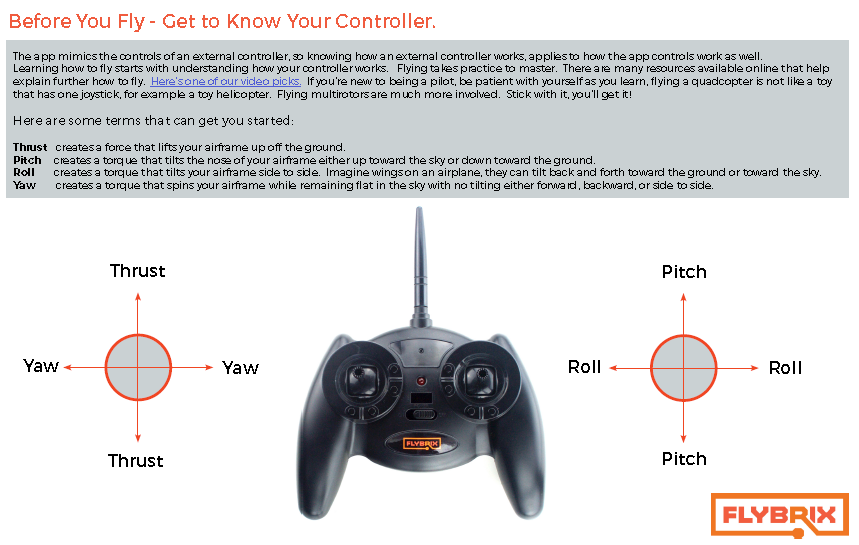 Before You Fly - Get to Know Your Controller.
The app mimics the controls of an external controller, so knowing how an external controller works, applies to how the app controls work as well.
Learning how to fly starts with understanding how your controller works. Flying takes practice to master. There are many resources available online that help
explain further how to fly. Here's one of our video picks. If you're new to being a pilot, be patient with yourself as you learn, flying a quadcopter is not like a toy
that has one joystick, for example a toy helicopter. Flying multirotors are much more involved. Stick with it, you'll get it!
Here are some terms that can get you started:
Thrust creates a force that lifts your airframe up off the ground.
Pitch creates a torque that tilts the nose of your airframe either up toward the sky or down toward the ground.
Roll creates a torque that tilts your airframe side to side. Imagine wings on an airplane, they can tilt back and forth toward the ground or toward the sky.
Yaw creates a torque that spins your airframe while remaining flat in the sky with no tilting either forward, backward, or side to side.
Thrust
Yaw
Yaw
Thrust
FLYBRIX
Pitch
Roll
Roll
Pitch
FLYBRIX